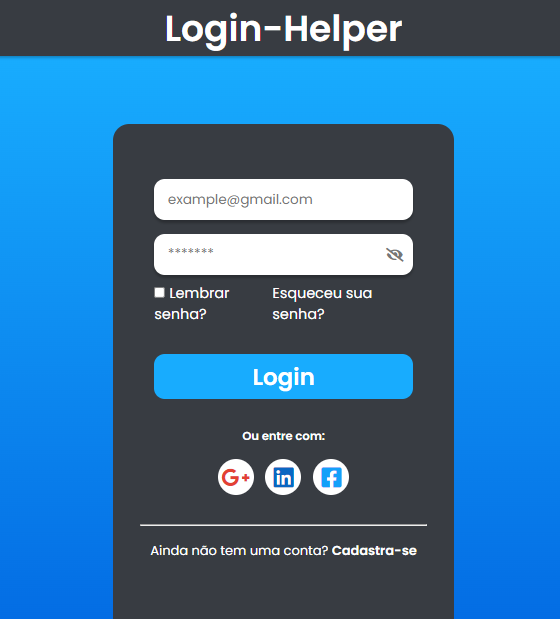 Login-Helper
example@gmail.com
*******
Lembrar
senha?
Esqueceu sua
senha?
Login
Ou entre com:
G+
in
f
Ainda não tem uma conta? Cadastra-se